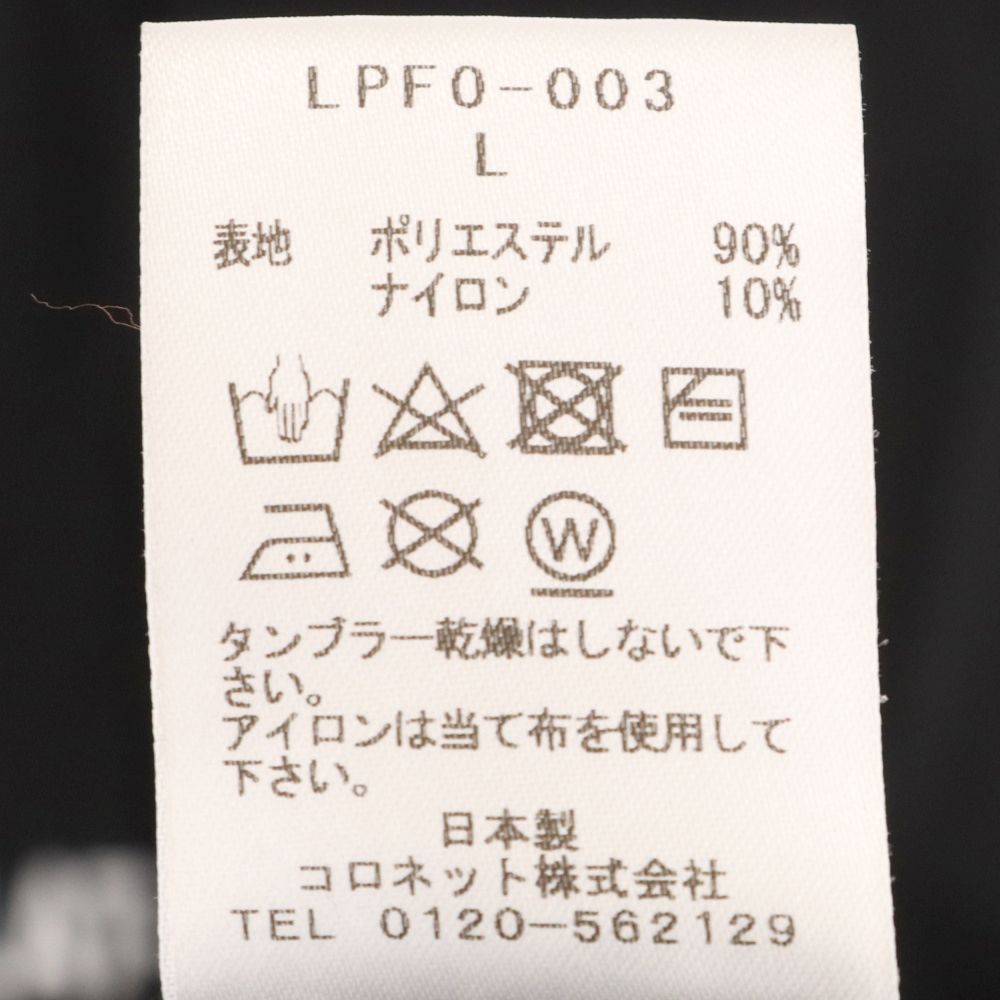 LPF0-003
L
表地 ポリエステル 90%
ナイロン 10%
W
タンブラー乾燥はしないで下
さい。
アイロンは当て布を使用して
下さい。
日本製
コロネット株式会社
TEL 0120-562129